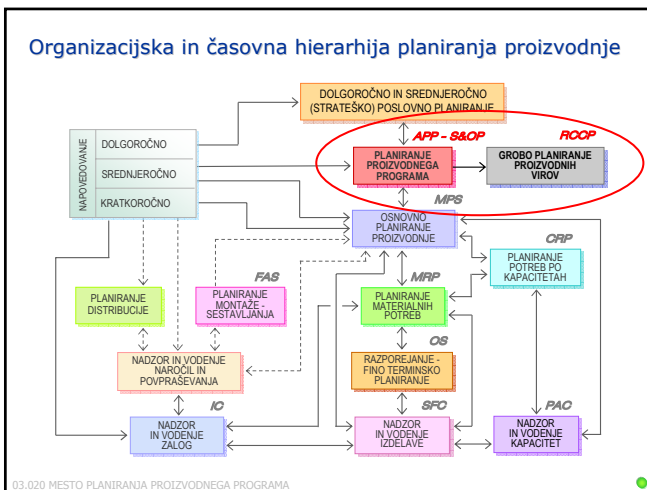 Organizacijska in časovna hierarhija planiranja proizvodnje
DOLGOROČNO IN SREDNJEROČNO
(STRATEŠKO) POSLOVNO PLANIRANJE
NAPOVEDOVANJE
DOLGOROČNO
SREDNJEROČNO
KRATKOROČNO
APP - S&OP
PLANIRANJE
PROIZVODNEGA
PROGRAMA
RCCP
GROBO PLANIRANJE
PROIZVODNIH
VIROV
MPS
OSNOVNO
PLANIRANJE
PROIZVODNJE
CRP
PLANIRANJE
POTREB PO
KAPACITETAH
PLANIRANJE
DISTRIBUCIJE
FAS
PLANIRANJE
MONTAŽE -
SESTAVLJANJA
MRP
PLANIRANJE
MATERIALNIH
POTREB
NADZOR IN VODENJE
NAROČIL IN
POVPRAŠEVANJA
OS
RAZPOREJANJE -
FINO TERMINSKO
PLANIRANJE
IC
NADZOR
IN VODENJE
ZALOG
SFC
NADZOR
IN VODENJE
IZDELAVE
PAC
NADZOR
IN VODENJE
KAPACITET
03.020 MESTO PLANIRANJA PROIZVODNEGA PROGRAMA